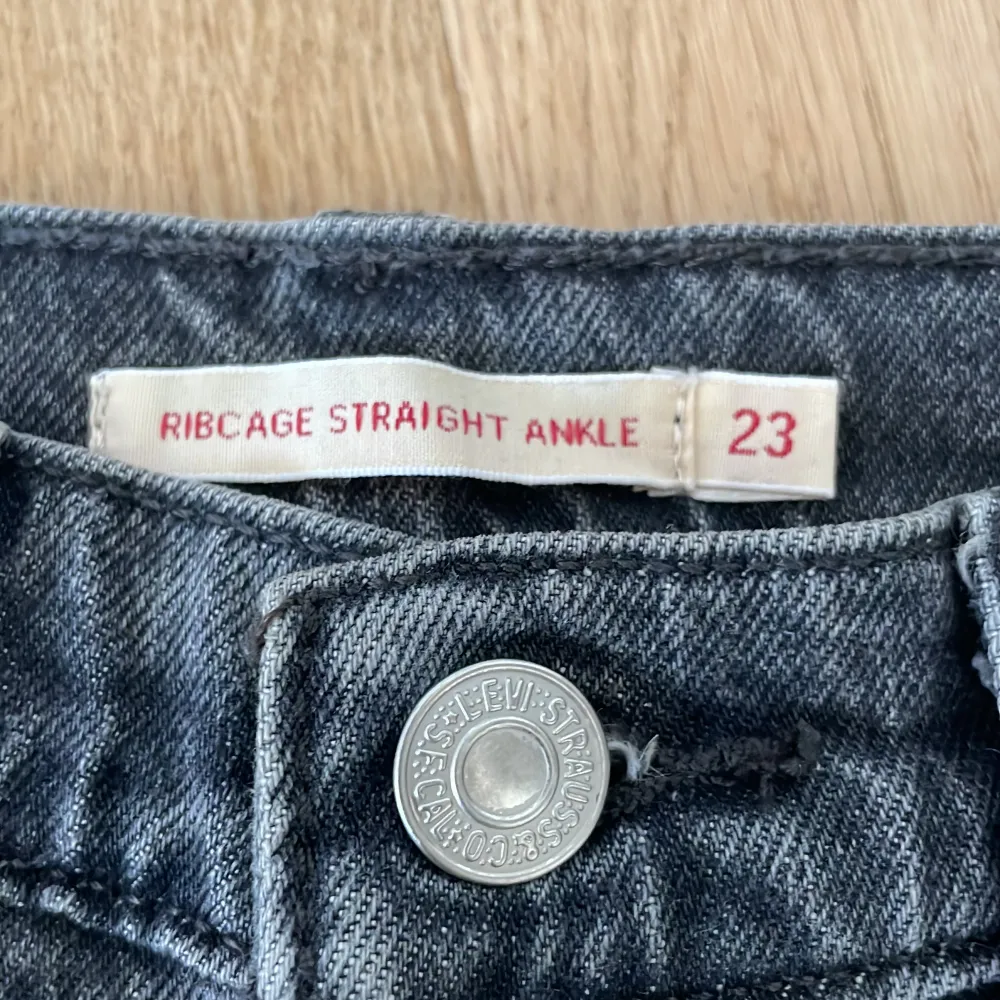 RIBCAGE STRAIGHT ANKLE 23
LEVI STRAUSS & CO S.F. CAL